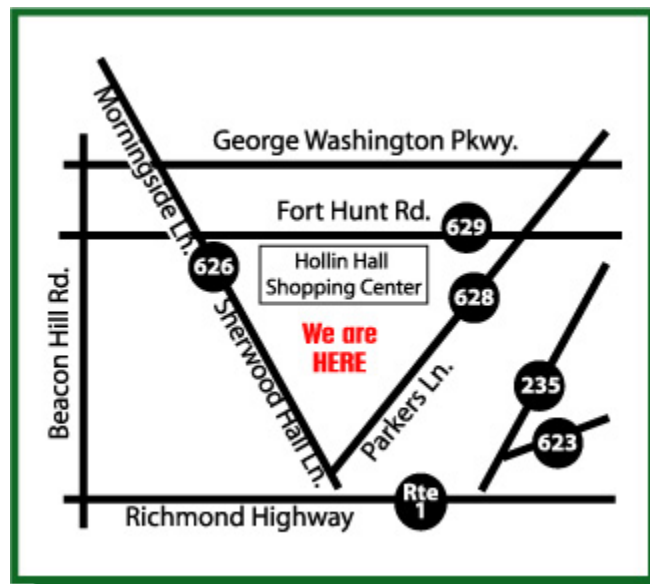 Morningside Ln.
George Washington Pkwy.
Fort Hunt Rd.
629
626
Hollin Hall
Shopping Center
628
We are
HERE
Beacon Hill Rd.
Sherwood Hall Ln.
Parkers Ln.
235
623
Rte
1
Richmond Highway